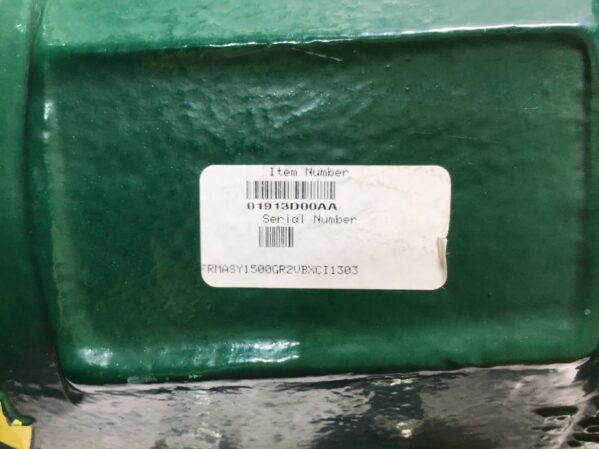 Item Number
01913D00AA
Serial Number
FRMASY1500GR2VBXCI1303